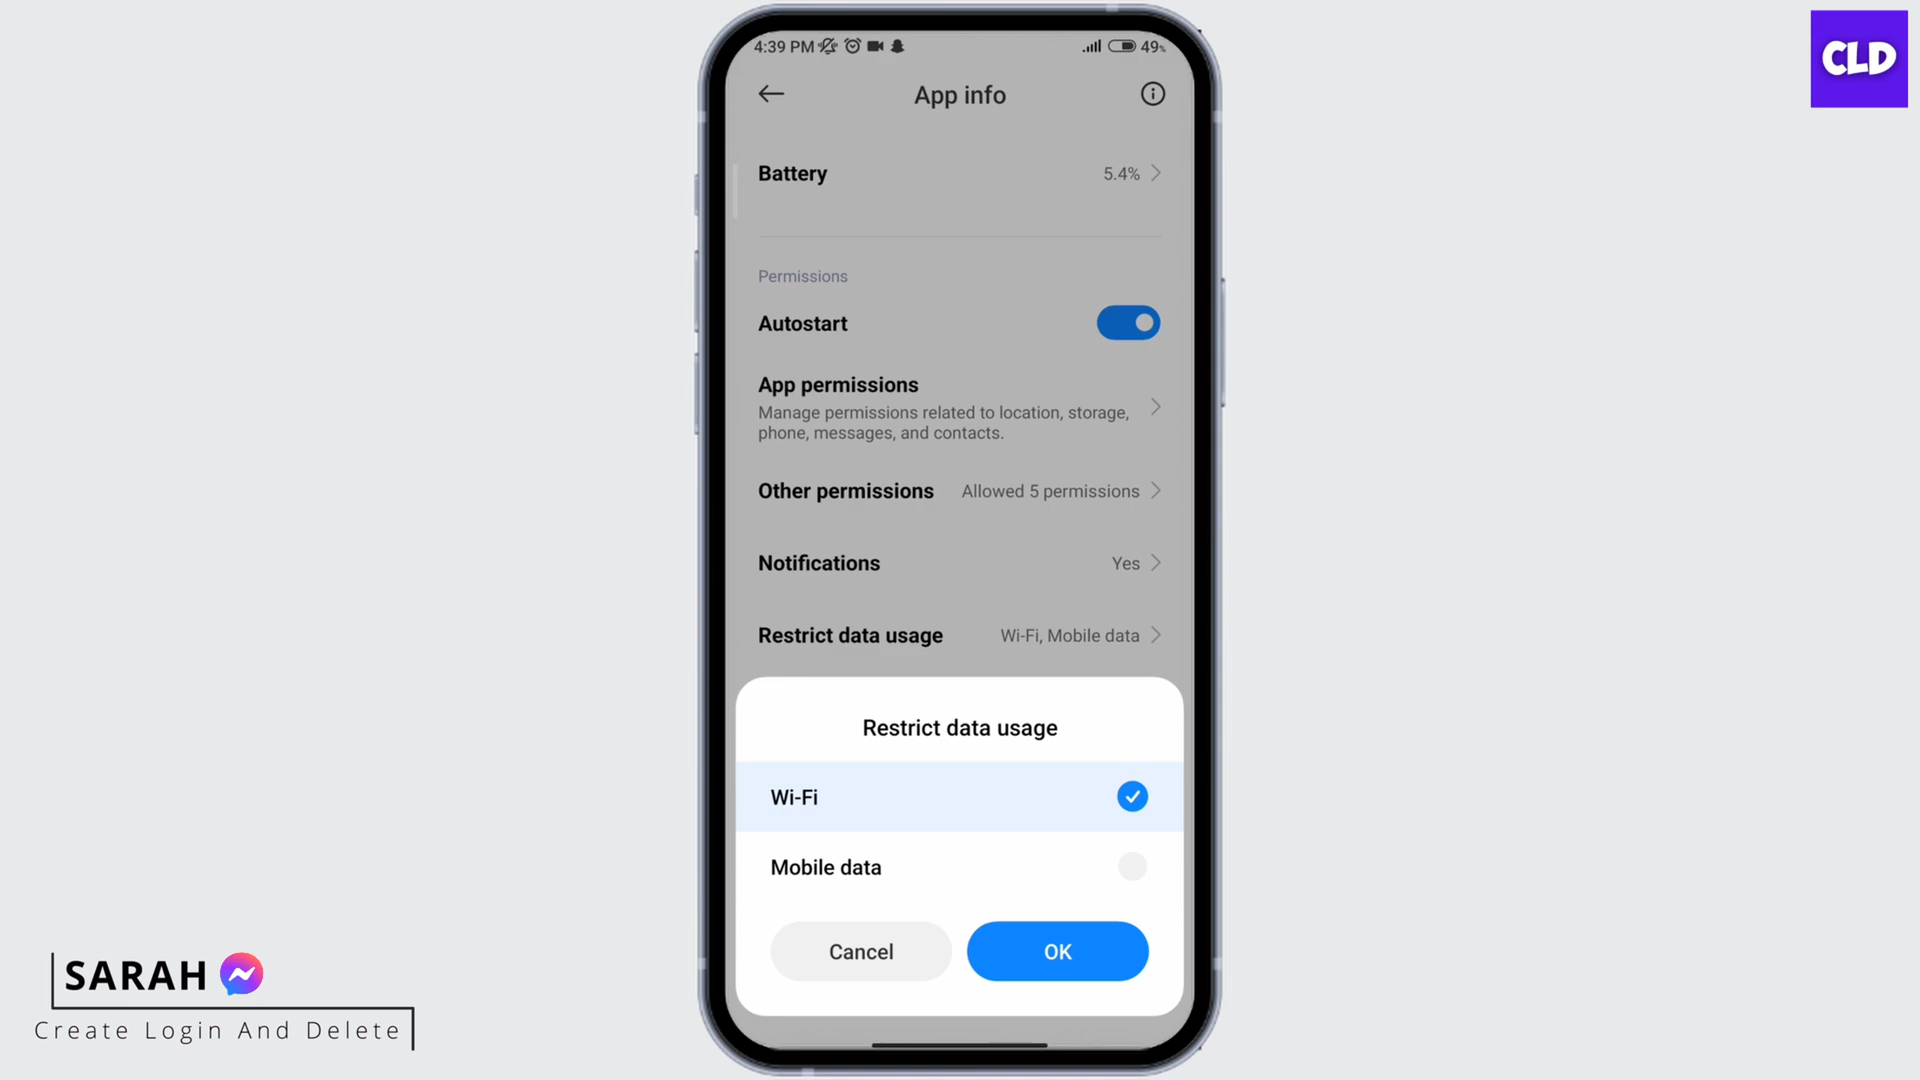 4:39 PM
49%
CLD
App info
Battery
5.4%
Permissions
Autostart
App permissions
Manage permissions related to location, storage,
phone, messages, and contacts.
Other permissions
Allowed 5 permissions
Notifications
Yes
Restrict data usage
Wi-Fi, Mobile data
Restrict data usage
Wi-Fi
Mobile data
Cancel
OK
SARAH
Create Login And Delete